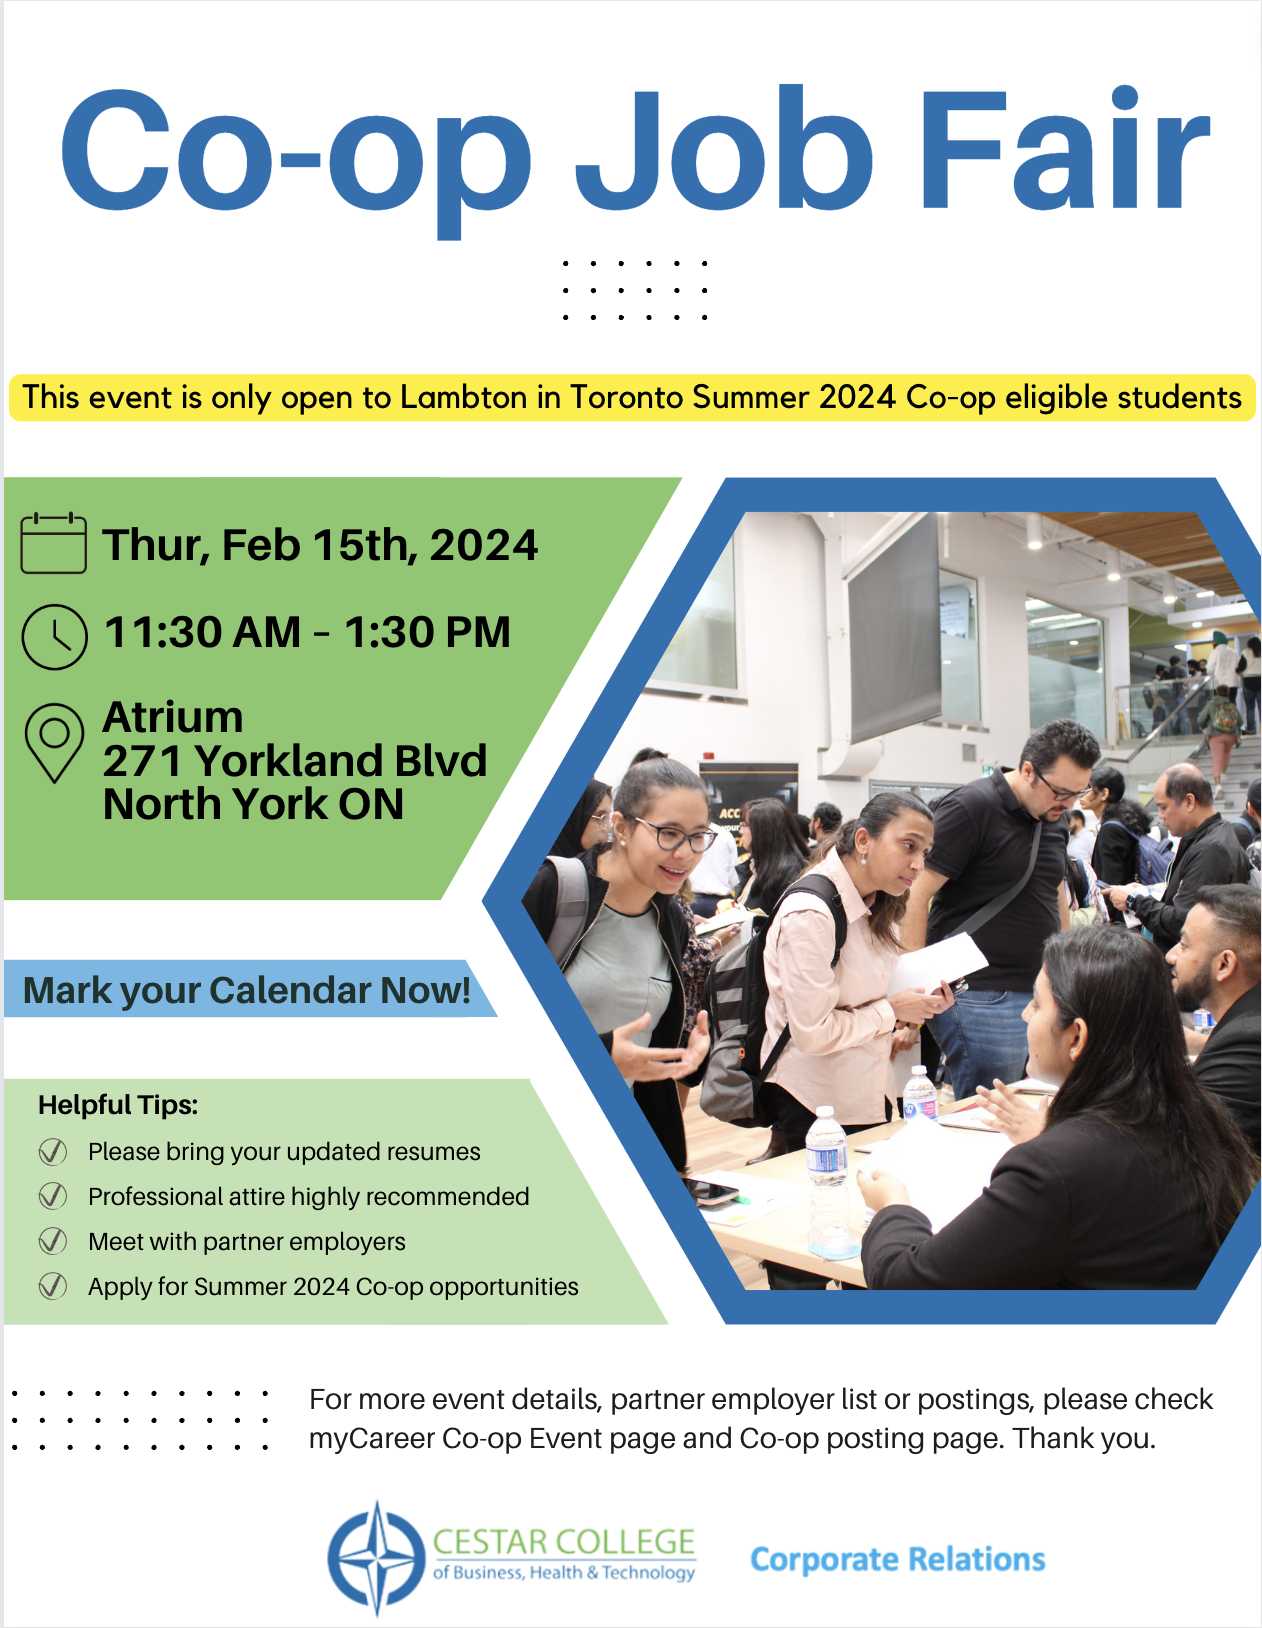 Co-op Job Fair
This event is only open to Lambton in Toronto Summer 2024 Co-op eligible students
Thur, Feb 15th, 2024
11:30 AM – 1:30 PM
Atrium
271 Yorkland Blvd
North York ON
ACC
your
Mark your Calendar Now!
Helpful Tips:
Please bring your updated resumes
Professional attire highly recommended
Meet with partner employers
Apply for Summer 2024 Co-op opportunities
For more event details, partner employer list or postings, please check
myCareer Co-op Event page and Co-op posting page. Thank you.
CESTAR COLLEGE
of Business, Health & Technology
Corporate Relations